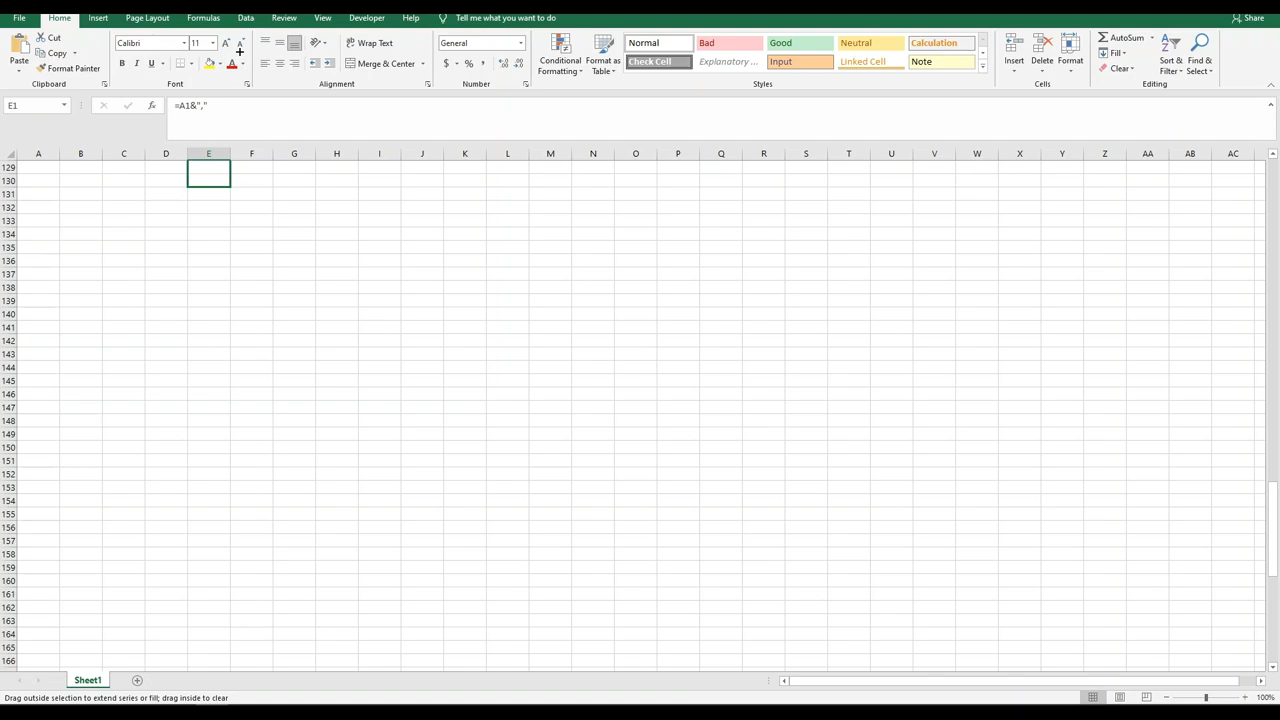 File Home Insert Page Layout Formulas Data Review View Developer Help Tell me what you want to do Share
Paste Cut Copy Format Painter
Calibri 11 A A B I U A
Wrap Text Merge & Center
General $ % ,
Conditional Formatting Format as Table
Normal Bad Good Neutral Calculation
Check Cell Explanatory ... Input Linked Cell Note
Insert Delete Format
AutoSum Fill Clear Sort & Filter Find & Select
Clipboard Font Alignment Number Styles Cells Editing
E1 fx =A1&","
A B C D E F G H I J K L M N O P Q R S T U V W X Y Z AA AB AC
129
130
131
132
133
134
135
136
137
138
139
140
141
142
143
144
145
146
147
148
149
150
151
152
153
154
155
156
157
158
159
160
161
162
163
164
165
166
Sheet1
Drag outside selection to extend series or fill; drag inside to clear 100%